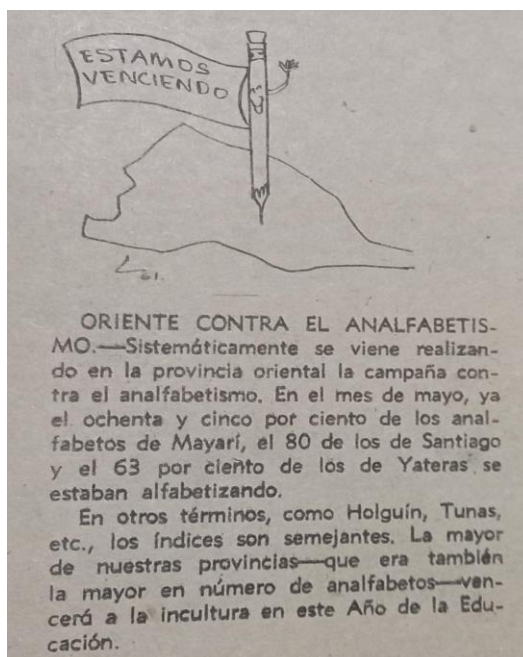 ESTAMOS
VENCIENDO
61.
ORIENTE CONTRA EL ANALFABETIS-
MO.—Sistemáticamente se viene realizan-
do en la provincia oriental la campaña con-
tra el analfabetismo. En el mes de mayo, ya
el ochenta y cinco por ciento de los anal-
fabetos de Mayarí, el 80 de los de Santiago
y el 63 por ciento de los de Yateras se
estaban alfabetizando.
En otros términos, como Holguín, Tunas,
etc., los índices son semejantes. La mayor
de nuestras provincias—que era también
la mayor en número de analfabetos—ven-
cerá a la incultura en este Año de la Edu-
cación.